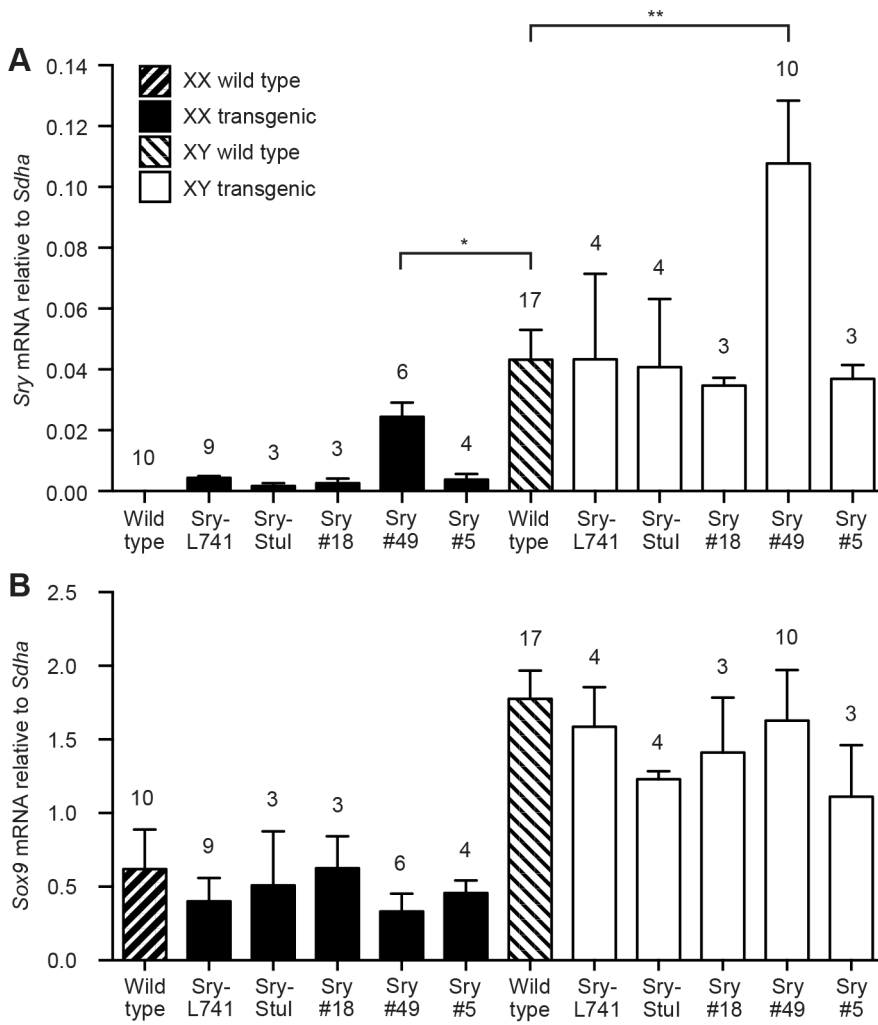 **
A
0.14
0.12
0.10
0.08
0.06
0.04
0.02
0.00
Sry mRNA relative to Sdha
XX wild type
XX transgenic
XY wild type
XY transgenic
*
10 9 3 3 6 4 17 4 4 3 10 3
Wild type
Sry-L741
Sry-StuI
Sry #18
Sry #49
Sry #5
Wild type
Sry-L741
Sry-StuI
Sry #18
Sry #49
Sry #5
B
2.5
2.0
1.5
1.0
0.5
0.0
Sox9 mRNA relative to Sdha
10 9 3 3 6 4 17 4 4 3 10 3
Wild type
Sry-L741
Sry-StuI
Sry #18
Sry #49
Sry #5
Wild type
Sry-L741
Sry-StuI
Sry #18
Sry #49
Sry #5